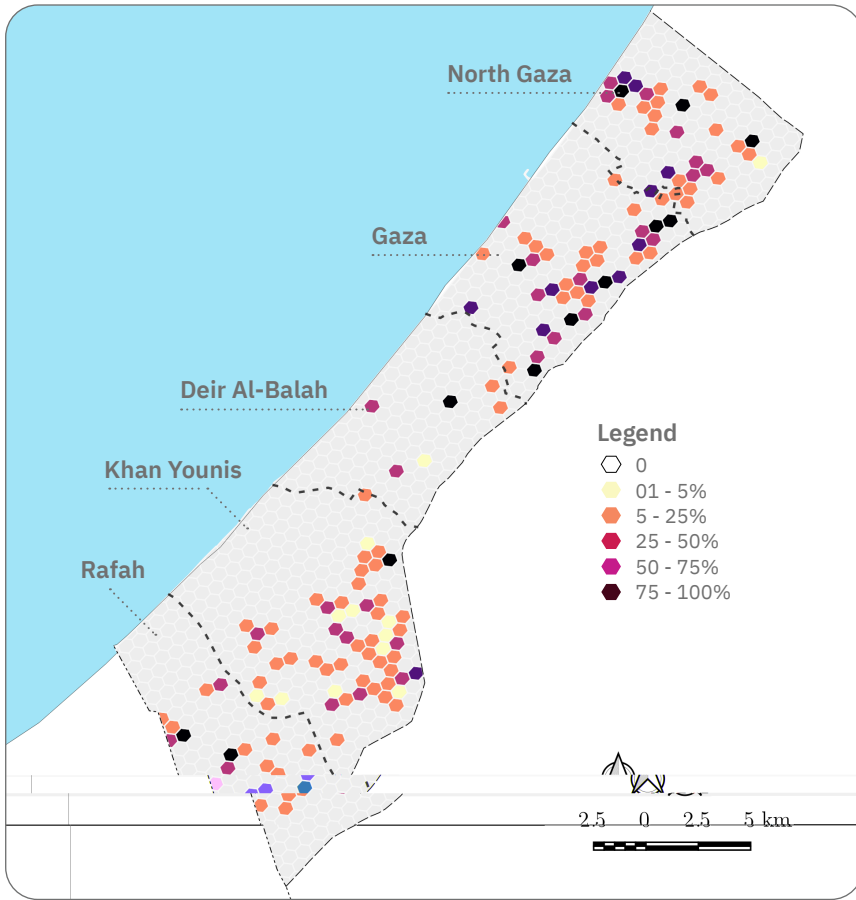 North Gaza
Gaza
Deir Al-Balah
Khan Younis
Rafah
Legend
0
01 - 5%
5 - 25%
25 - 50%
50 - 75%
75 - 100%
2.5 0 2.5 5 km